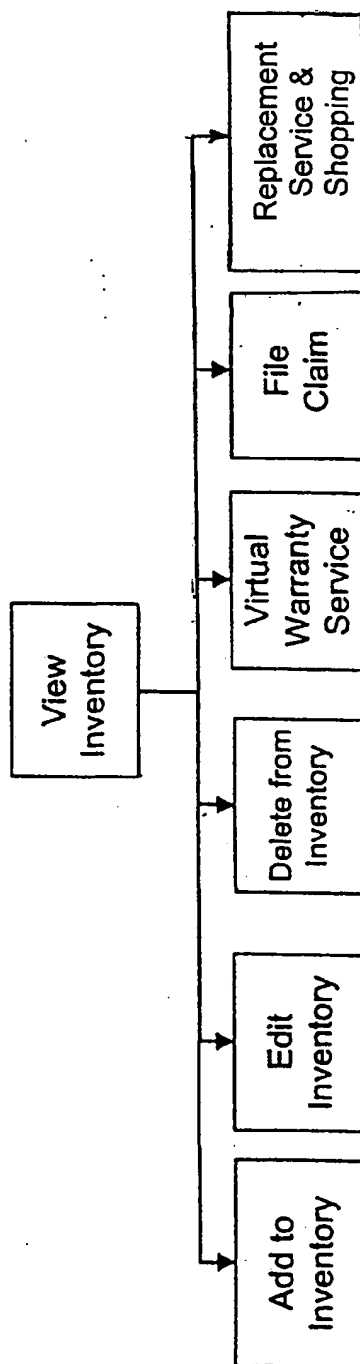 View
Inventory
Add to
Inventory
Edit
Inventory
Delete from
Inventory
Virtual
Warranty
Service
File
Claim
Replacement
Service &
Shopping